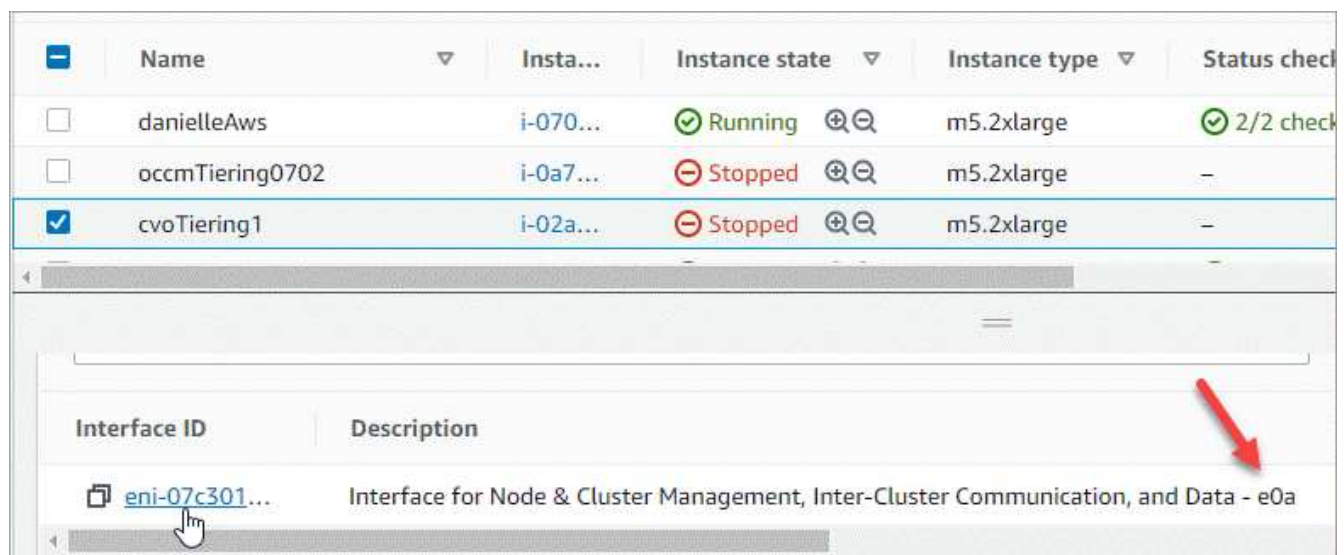 Name Insta... Instance state Instance type Status check
danielleAws i-070... Running m5.2xlarge 2/2 check
occmTiering0702 i-0a7... Stopped m5.2xlarge –
cvoTiering1 i-02a... Stopped m5.2xlarge –
Interface ID Description
eni-07c301... Interface for Node & Cluster Management, Inter-Cluster Communication, and Data - e0a